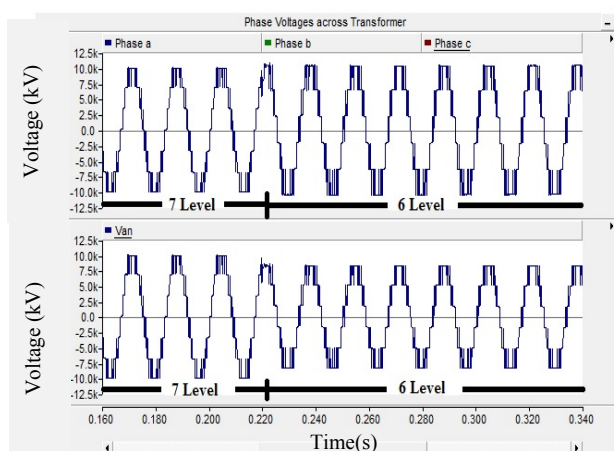 Phase Voltages across Transformer
Phase a Phase b Phase c
Voltage (kV)
12.5k
10.0k
7.5k
5.0k
2.5k
0.0
-2.5k
-5.0k
-7.5k
-10.0k
-12.5k
7 Level 6 Level
Van
Voltage (kV)
12.5k
10.0k
7.5k
5.0k
2.5k
0.0
-2.5k
-5.0k
-7.5k
-10.0k
-12.5k
7 Level 6 Level
0.160 0.180 0.200 0.220 0.240 0.260 0.280 0.300 0.320 0.340
Time(s)